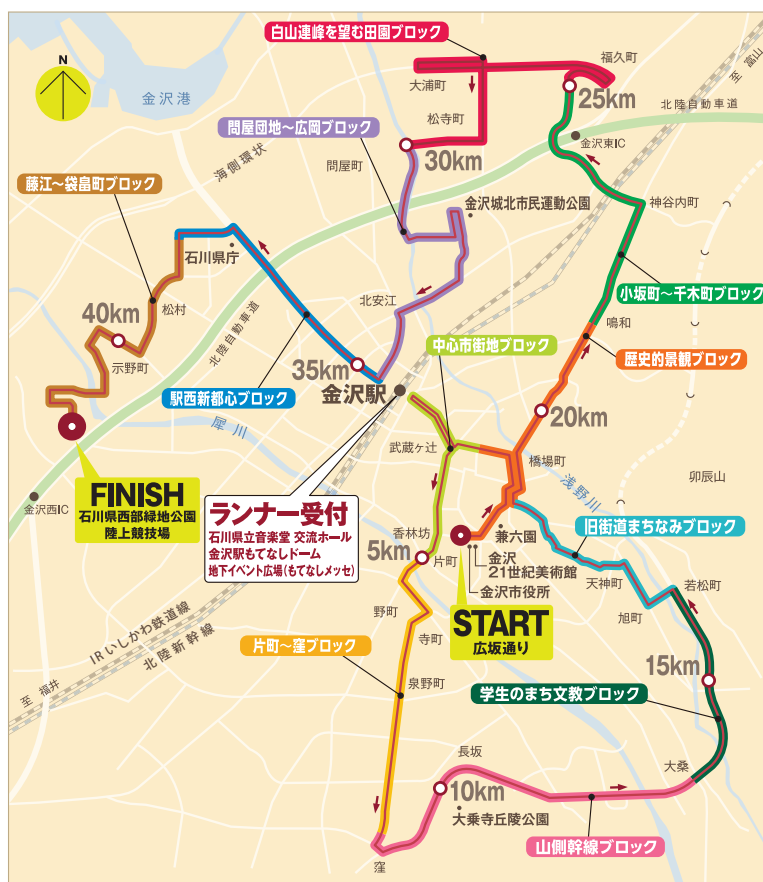 白山連峰を望む田園ブロック
福久町
至 富山
N
大浦町
25km
金沢港
松寺町
北陸自動車道
問屋団地～広岡ブロック
金沢東IC
30km
海側環状
問屋町
藤江～袋畠町ブロック
神谷内町
金沢城北市民運動公園
石川県庁
小坂町～千木町ブロック
北安江
松村
40km
鳴和
北陸自動車道
中心市街地ブロック
歴史的景観ブロック
示野町
35km
金沢駅
駅西新都心ブロック
20km
犀川
武蔵ヶ辻
橋場町
浅野川
卯辰山
FINISH
石川県西部緑地公園
陸上競技場
金沢西IC
ランナー受付
石川県立音楽堂 交流ホール
金沢駅もてなしドーム
地下イベント広場(もてなしメッセ)
香林坊
兼六園
旧街道まちなみブロック
5km
片町
金沢
21世紀美術館
金沢市役所
天神町
若松町
野町
旭町
START
広坂通り
寺町
IRいしかわ鉄道線
北陸新幹線
片町～窪ブロック
15km
至 福井
泉野町
学生のまち文教ブロック
長坂
大桑
10km
大乗寺丘陵公園
山側幹線ブロック
窪